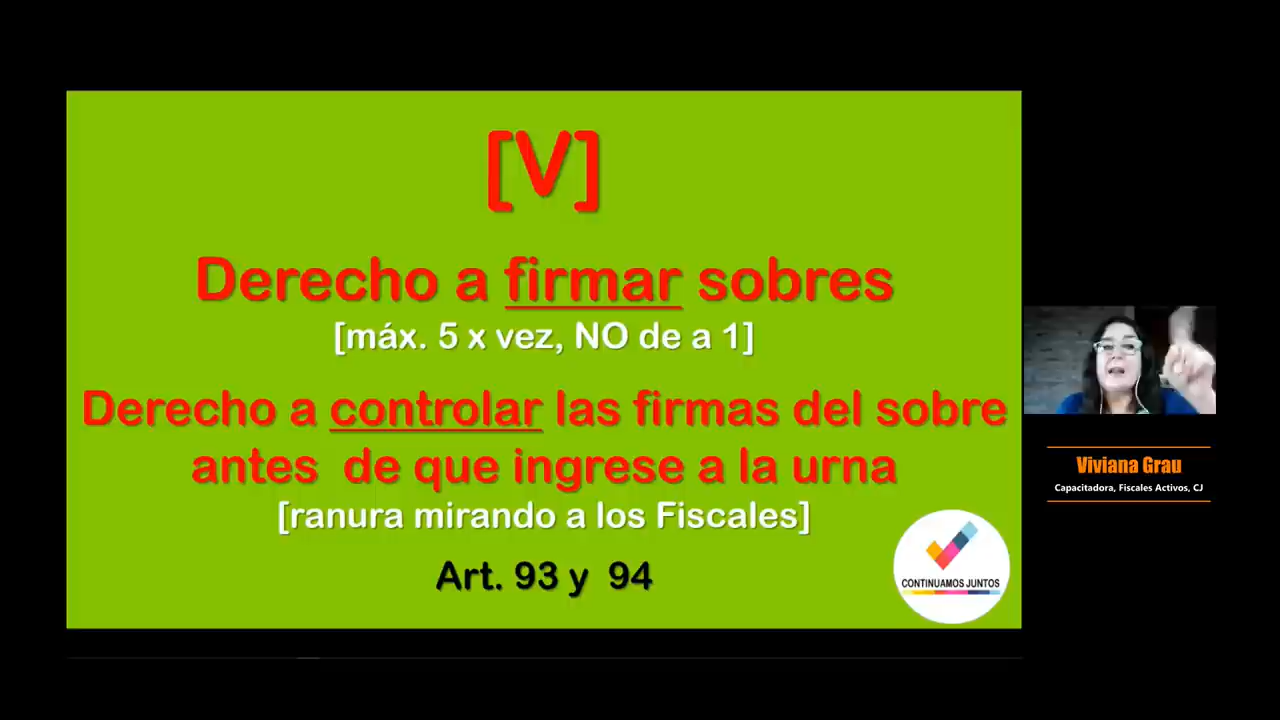 [V]
Derecho a firmar sobres
[máx. 5 x vez, NO de a 1]
Derecho a controlar las firmas del sobre
antes de que ingrese a la urna
[ranura mirando a los Fiscales]
Art. 93 y 94
CONTINUAMOS JUNTOS
Viviana Grau
Capacitadora, Fiscales Activos, CJ